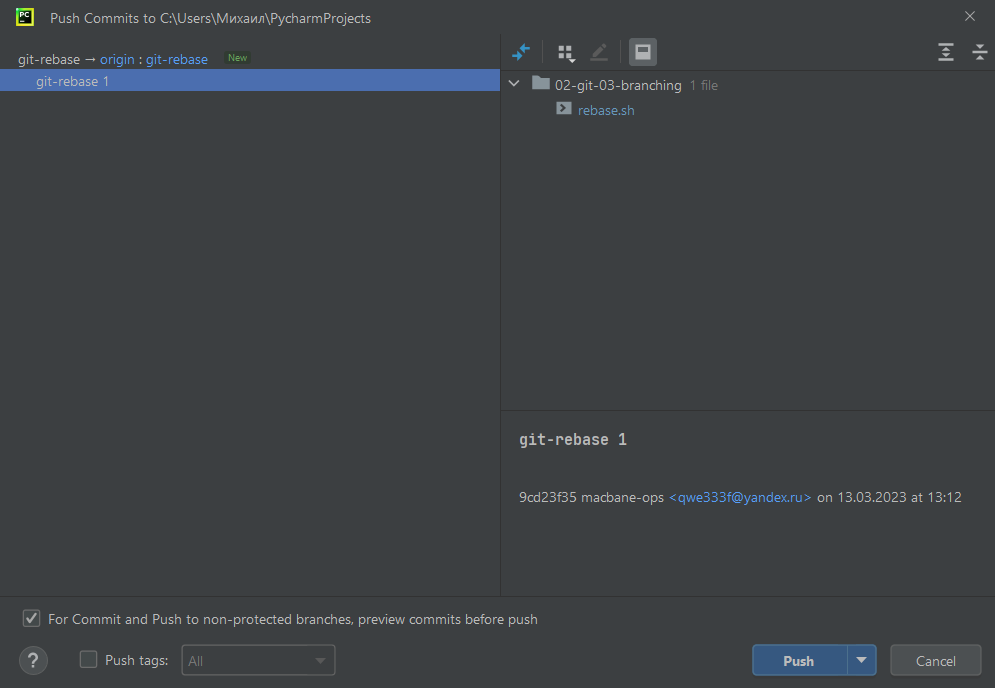 PC
Push Commits to C:\Users\Михаил\PycharmProjects
git-rebase → origin : git-rebase New
git-rebase 1
02-git-03-branching 1 file
rebase.sh
git-rebase 1
9cd23f35 macbane-ops <qwe333f@yandex.ru> on 13.03.2023 at 13:12
For Commit and Push to non-protected branches, preview commits before push
? Push tags: All Push Cancel